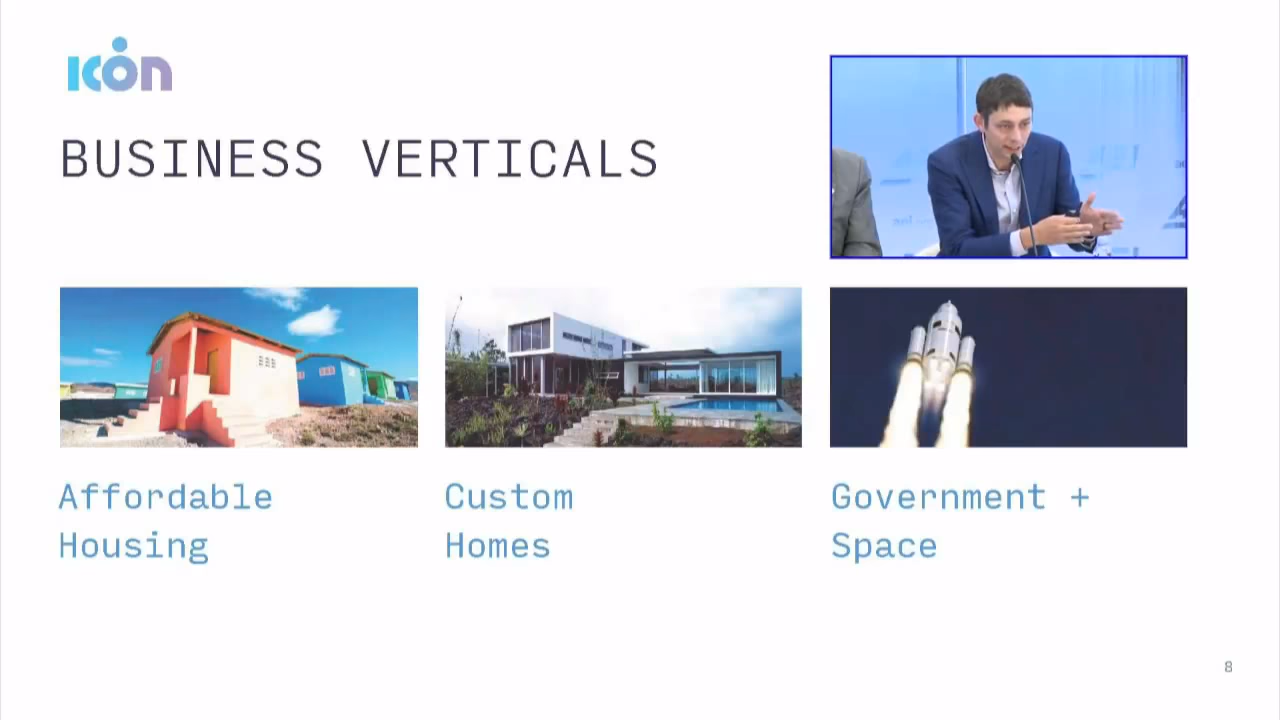 ICON
BUSINESS VERTICALS
Affordable
Housing
Custom
Homes
Government +
Space
8